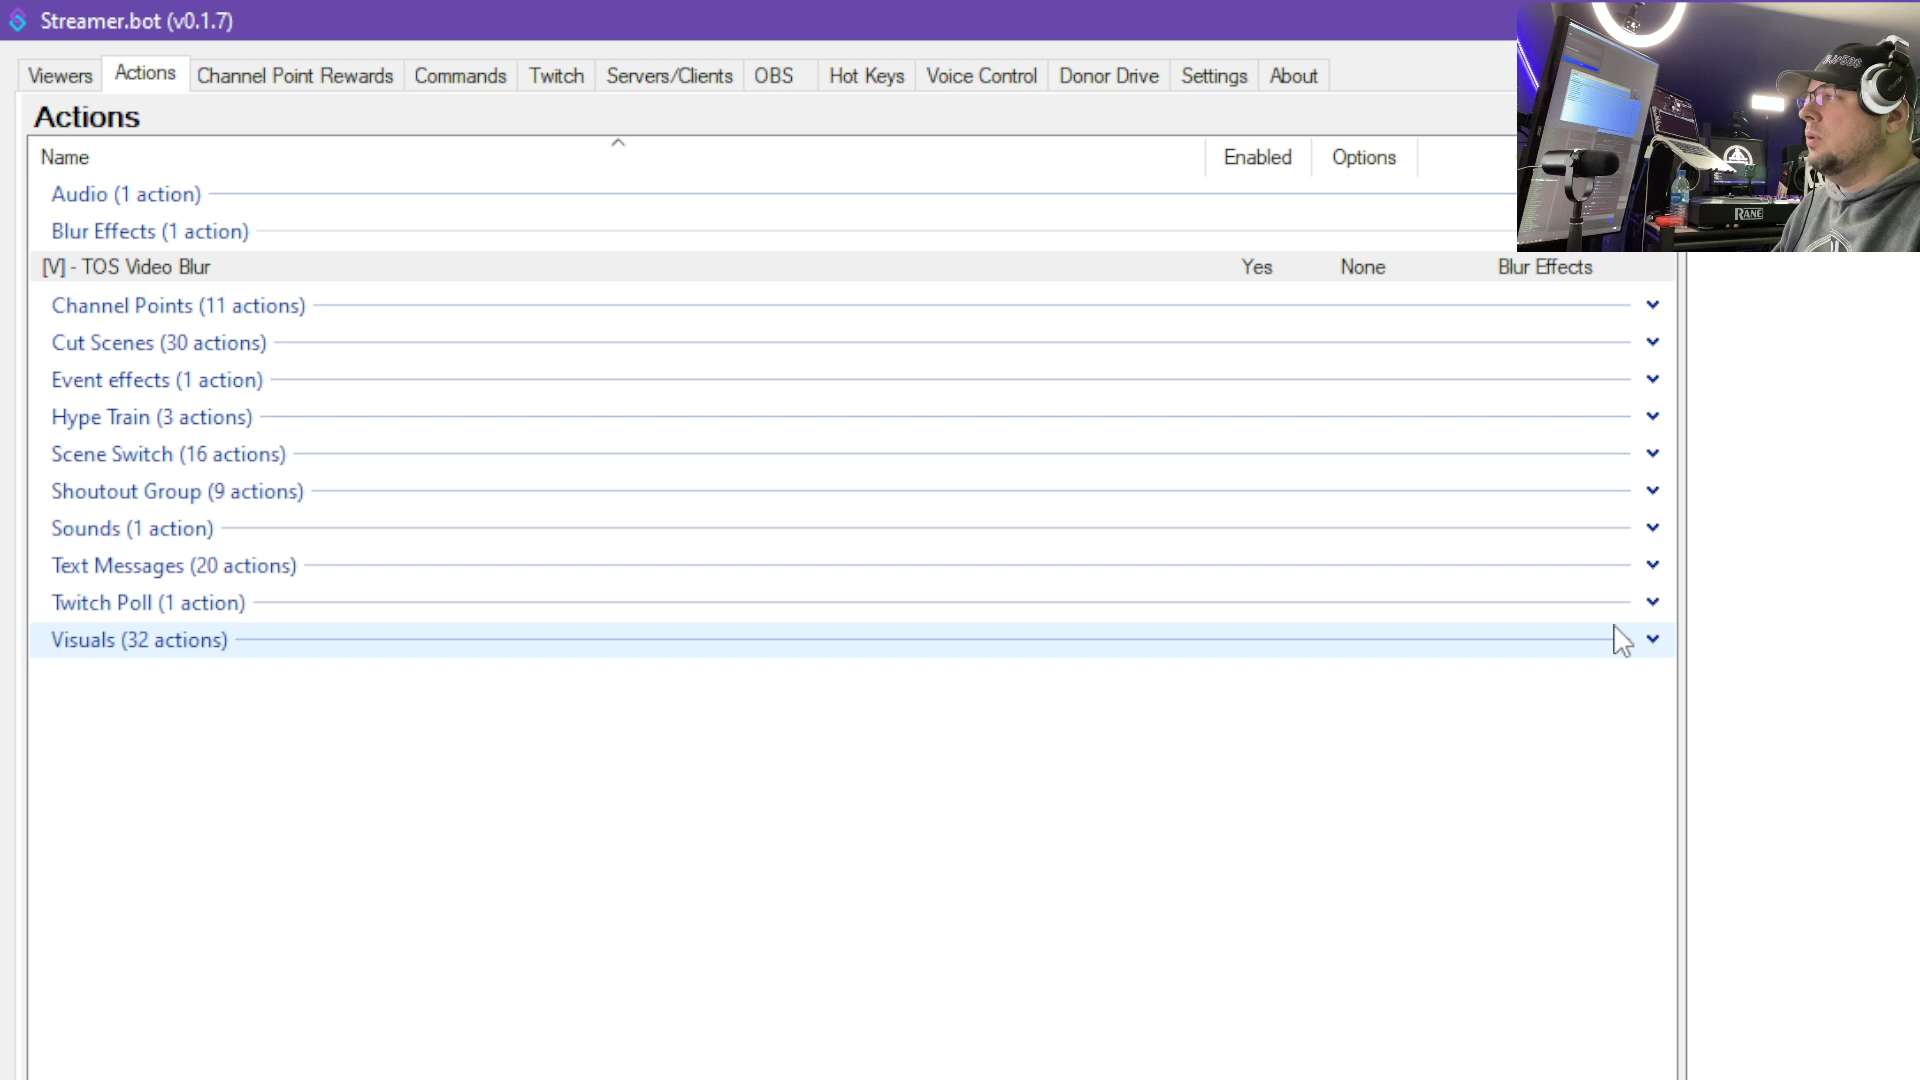 Streamer.bot (v0.1.7)
Viewers Actions Channel Point Rewards Commands Twitch Servers/Clients OBS Hot Keys Voice Control Donor Drive Settings About
Actions
Name Enabled Options
Audio (1 action)
Blur Effects (1 action)
[V] - TOS Video Blur Yes None Blur Effects
Channel Points (11 actions)
Cut Scenes (30 actions)
Event effects (1 action)
Hype Train (3 actions)
Scene Switch (16 actions)
Shoutout Group (9 actions)
Sounds (1 action)
Text Messages (20 actions)
Twitch Poll (1 action)
Visuals (32 actions)
RANE